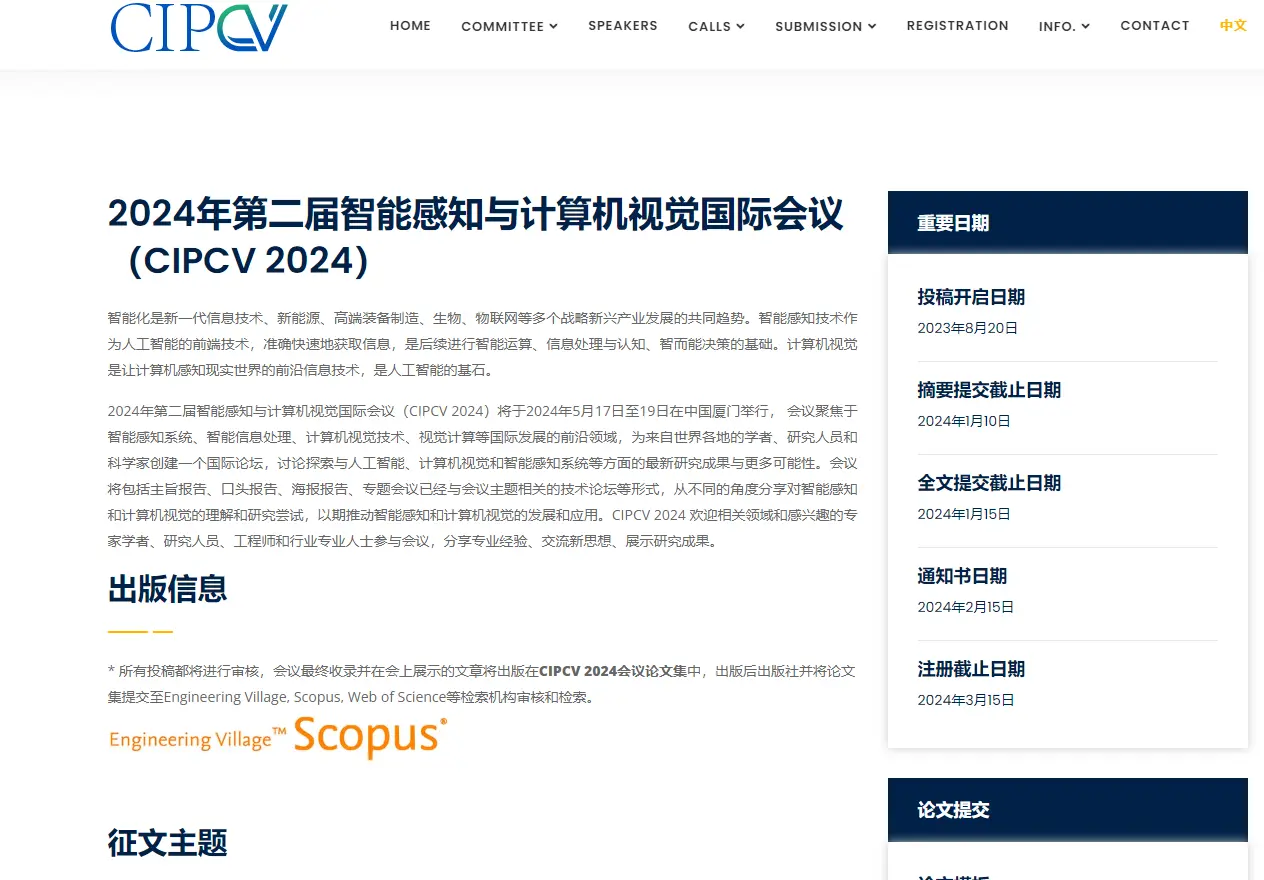 CIPCV
HOME COMMITTEE SPEAKERS CALLS SUBMISSION REGISTRATION INFO. CONTACT 中文
2024年第二届智能感知与计算机视觉国际会议
（CIPCV 2024）
智能化是新一代信息技术、新能源、高端装备制造、生物、物联网等多个战略新兴产业发展的共同趋势。智能感知技术作
为人工智能的前端技术，准确快速地获取信息，是后续进行智能运算、信息处理与认知、智而能决策的基础。计算机视觉
是让计算机感知现实世界的前沿信息技术，是人工智能的基石。
2024年第二届智能感知与计算机视觉国际会议（CIPCV 2024）将于2024年5月17日至19日在中国厦门举行， 会议聚焦于
智能感知系统、智能信息处理、计算机视觉技术、视觉计算等国际发展的前沿领域，为来自世界各地的学者、研究人员和
科学家创建一个国际论坛，讨论探索与人工智能、计算机视觉和智能感知系统等方面的最新研究成果与更多可能性。会议
将包括主旨报告、口头报告、海报报告、专题会议已经与会议主题相关的技术论坛等形式，从不同的角度分享对智能感知
和计算机视觉的理解和研究尝试，以期推动智能感知和计算机视觉的发展和应用。CIPCV 2024 欢迎相关领域和感兴趣的专
家学者、研究人员、工程师和行业专业人士参与会议，分享专业经验、交流新思想、展示研究成果。
出版信息
* 所有投稿都将进行审核，会议最终收录并在会上展示的文章将出版在CIPCV 2024会议论文集中，出版后出版社并将论文
集提交至Engineering Village, Scopus, Web of Science等检索机构审核和检索。
Engineering Village™ Scopus®
征文主题
重要日期
投稿开启日期
2023年8月20日
摘要提交截止日期
2024年1月10日
全文提交截止日期
2024年1月15日
通知书日期
2024年2月15日
注册截止日期
2024年3月15日
论文提交